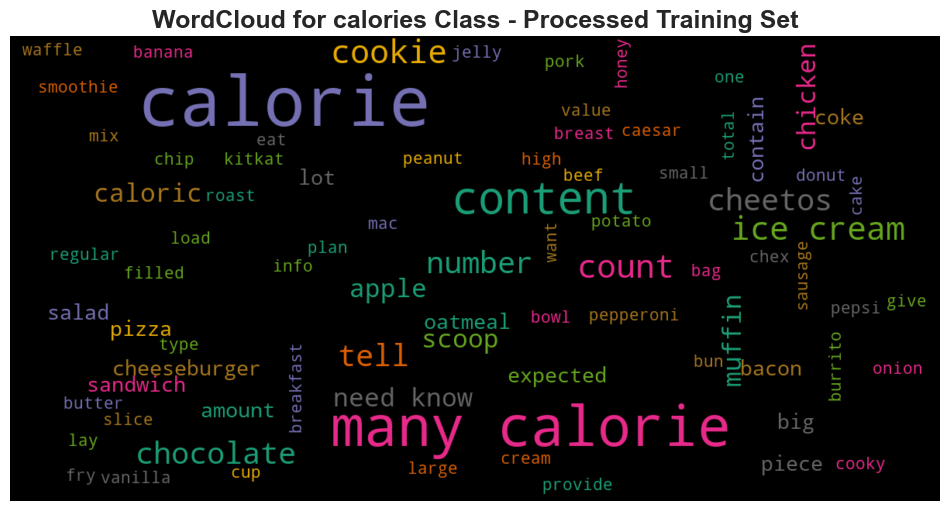 WordCloud for calories Class - Processed Training Set
waffle
banana
cookie
jelly
pork
honey
one
chicken
smoothie
calorie
value
total
contain
coke
mix
eat
breast
caesar
chip
kitkat
peanut
high
beef
small
donut
cake
caloric
roast
lot
content
cheetos
mac
potato
ice cream
want
regular
load
plan
filled
info
number
count
bag
chex
sausage
apple
salad
pizza
type
oatmeal
scoop
bowl
pepperoni
muffin
pepsi
give
tell
cheeseburger
breakfast
expected
bun
bacon
burrito
onion
sandwich
butter
slice
amount
need know
many calorie
big
lay
chocolate
fry
vanilla
cup
large
cream
provide
piece
cooky